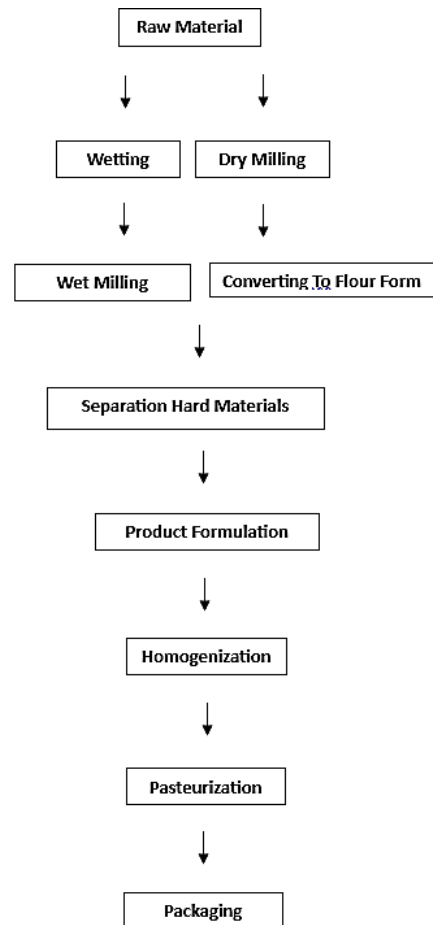 Raw Material
Wetting
Dry Milling
Wet Milling
Converting To Flour Form
Separation Hard Materials
Product Formulation
Homogenization
Pasteurization
Packaging